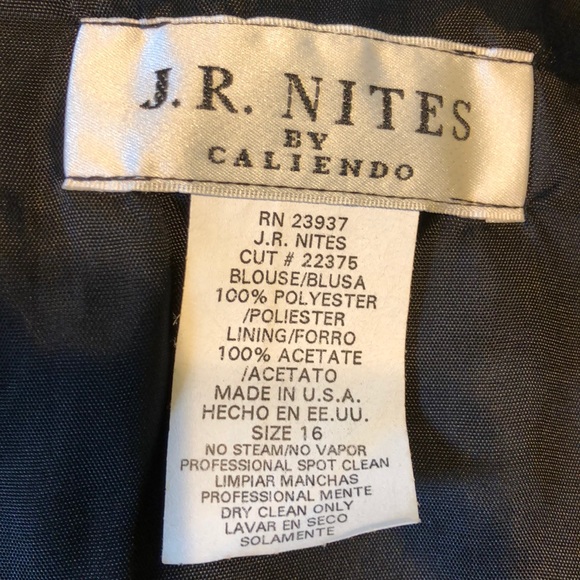 J.R. NITES
BY
CALIENDO
RN 23937
J.R. NITES
CUT # 22375
BLOUSE/BLUSA
100% POLYESTER
/POLIESTER
LINING/FORRO
100% ACETATE
/ACETATO
MADE IN U.S.A.
HECHO EN EE.UU.
SIZE 16
NO STEAM/NO VAPOR
PROFESSIONAL SPOT CLEAN
LIMPIAR MANCHAS
PROFESSIONAL MENTE
DRY CLEAN ONLY
LAVAR EN SECO
SOLAMENTE